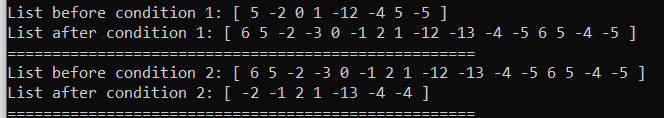 List before condition 1: [ 5 -2 0 1 -12 -4 5 -5 ]
List after condition 1: [ 6 5 -2 -3 0 -1 2 1 -12 -13 -4 -5 6 5 -4 -5 ]
====================================================
List before condition 2: [ 6 5 -2 -3 0 -1 2 1 -12 -13 -4 -5 6 5 -4 -5 ]
List after condition 2: [ -2 -1 2 1 -13 -4 -4 ]
====================================================